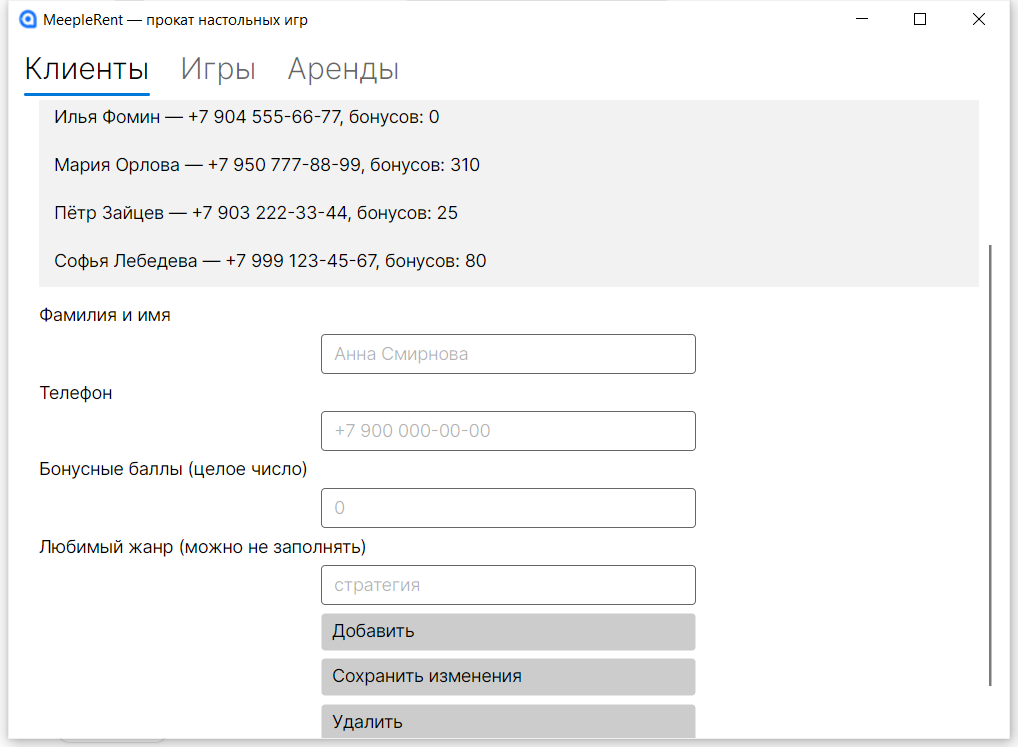 MeepleRent — прокат настольных игр
Клиенты Игры Аренды
Илья Фомин — +7 904 555-66-77, бонусов: 0
Мария Орлова — +7 950 777-88-99, бонусов: 310
Пётр Зайцев — +7 903 222-33-44, бонусов: 25
Софья Лебедева — +7 999 123-45-67, бонусов: 80
Фамилия и имя
Анна Смирнова
Телефон
+7 900 000-00-00
Бонусные баллы (целое число)
0
Любимый жанр (можно не заполнять)
стратегия
Добавить
Сохранить изменения
Удалить